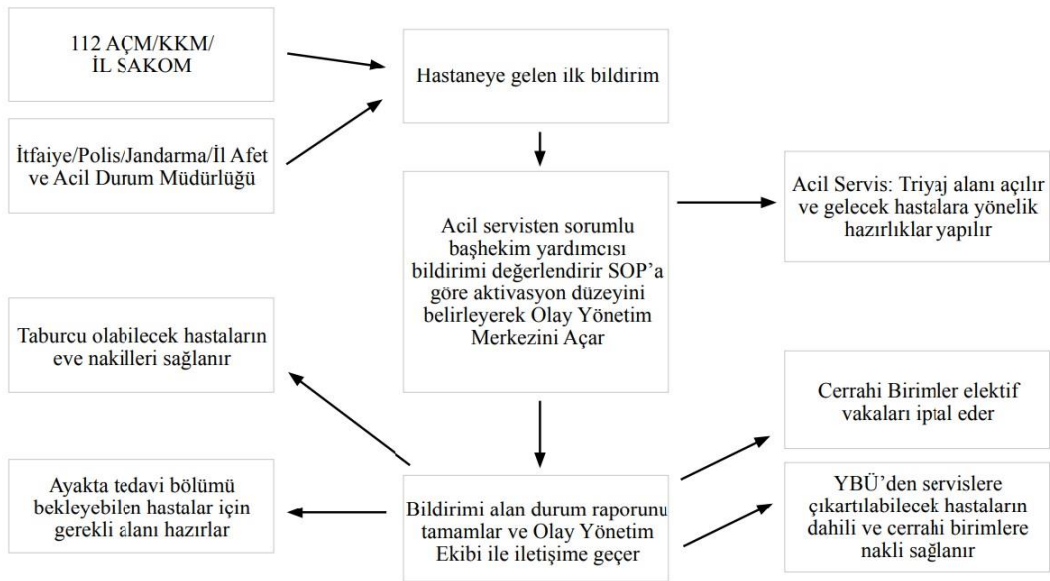 112 AÇM/KKM/
İL SAKOM
Hastaneye gelen ilk bildirim
İtfaiye/Polis/Jandarma/İl Afet
ve Acil Durum Müdürlüğü
Acil servisten sorumlu
başhekim yardımcısı
bildirimi değerlendirir SOP’a
göre aktivasyon düzeyini
belirleyerek Olay Yönetim
Merkezini Açar
Acil Servis: Triyaj alanı açılır
ve gelecek hastalara yönelik
hazırlıklar yapılır
Taburcu olabilecek hastaların
eve nakilleri sağlanır
Cerrahi Birimler elektif
vakaları iptal eder
Ayakta tedavi bölümü
bekleyebilen hastalar için
gerekli alanı hazırlar
Bildirimi alan durum raporunu
tamamlar ve Olay Yönetim
Ekibi ile iletişime geçer
YBÜ’den servislere
çıkartılabilecek hastaların
dahili ve cerrahi birimlere
nakli sağlanır